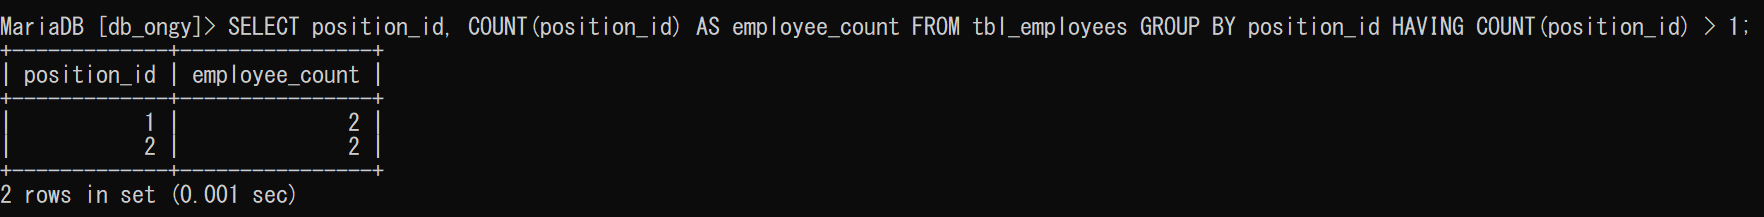 MariaDB [db_ongy]> SELECT position_id, COUNT(position_id) AS employee_count FROM tbl_employees GROUP BY position_id HAVING COUNT(position_id) > 1;
+-------------+----------------+
| position_id | employee_count |
+-------------+----------------+
|           1 |              2 |
|           2 |              2 |
+-------------+----------------+
2 rows in set (0.001 sec)